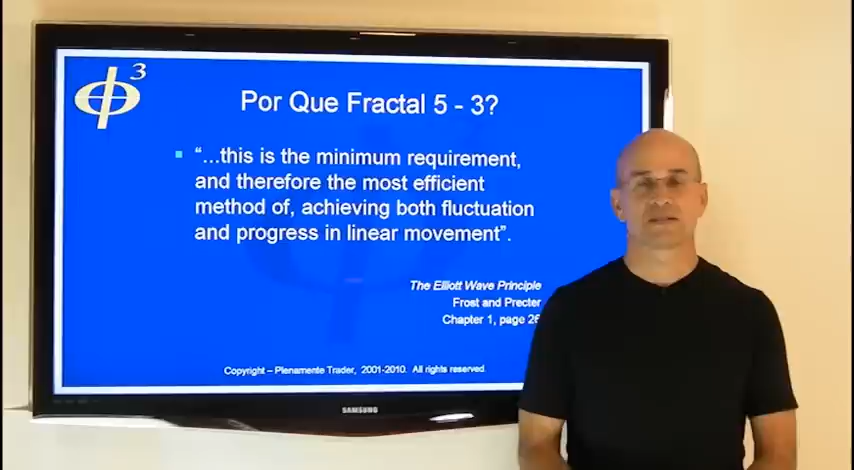 Φ3
Por Que Fractal 5 - 3?
“...this is the minimum requirement,
and therefore the most efficient
method of, achieving both fluctuation
and progress in linear movement”.
The Elliott Wave Principle
Frost and Precter
Chapter 1, page 26
Copyright – Plenamente Trader, 2001-2010. All rights reserved.
SAMSUNG